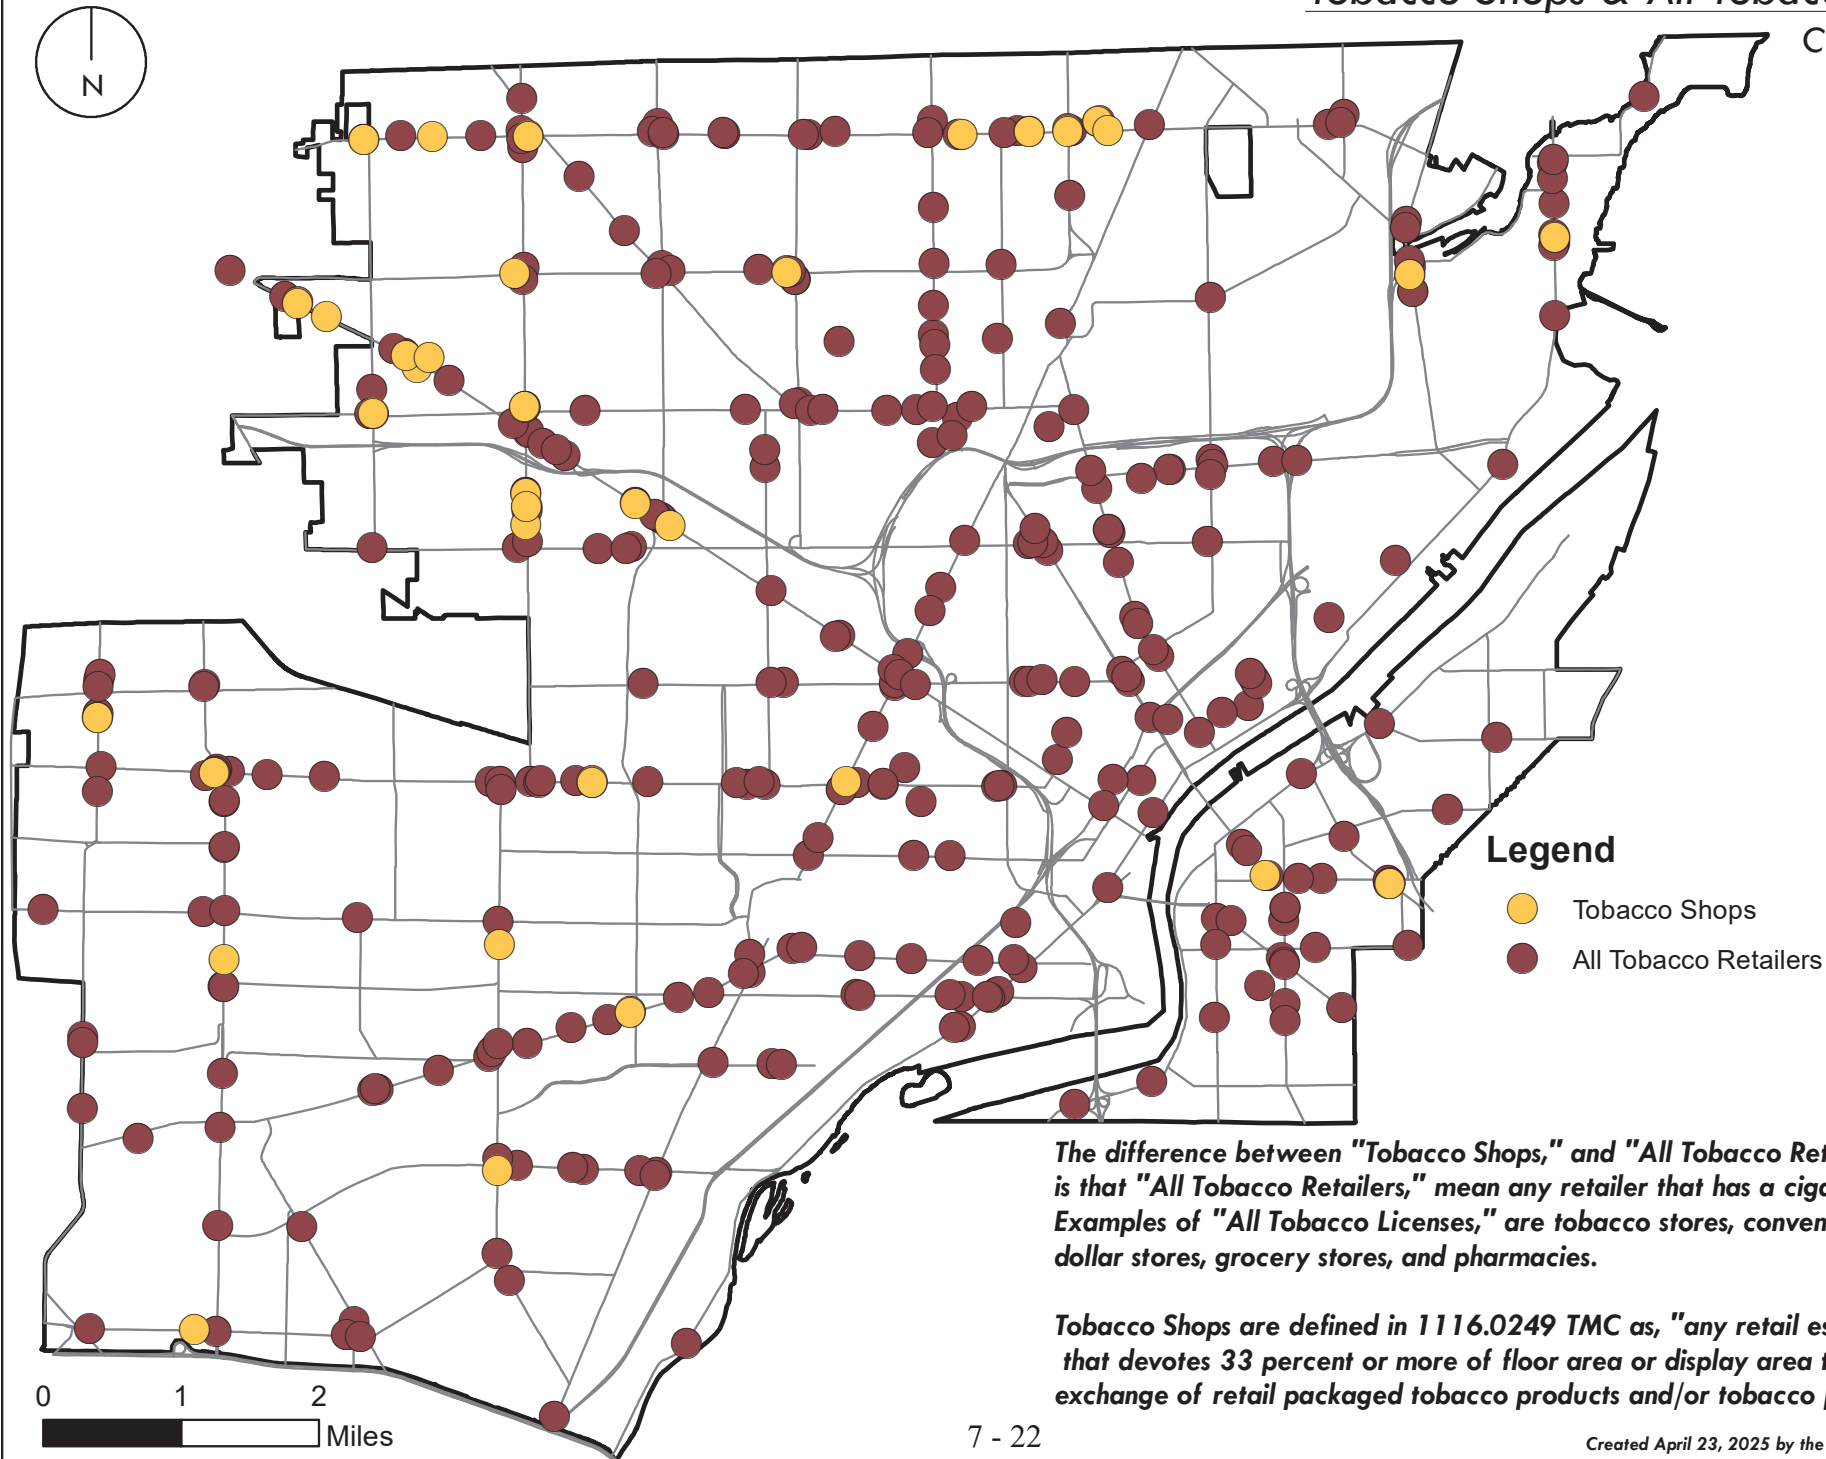 Tobacco Shops & All
N
Legend
Tobacco Shops
All Tobacco Retailers
The difference between "Tobacco Shops," and "All Tobacco
is that "All Tobacco Retailers," mean any retailer that has a
Examples of "All Tobacco Licenses," are tobacco stores,
dollar stores, grocery stores, and pharmacies.
Tobacco Shops are defined in 1116.0249 TMC as, "any retail
that devotes 33 percent or more of floor area or display area
exchange of retail packaged tobacco products and/or tobacco
0 1 2
Miles
7 - 22
Created April 23, 2025 by the